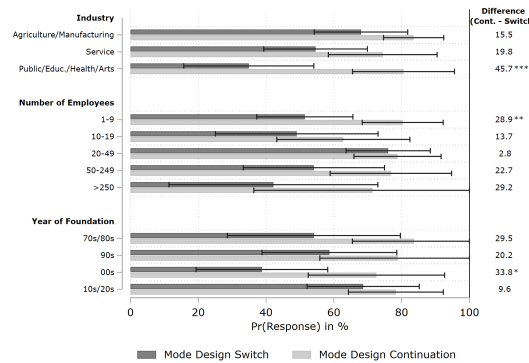 Industry Difference
(Cont. - Switch
Agriculture/Manufacturing 15.5
Service 19.8
Public/Educ./Health/Arts 45.7***
Number of Employees
1-9 28.9**
10-19 13.7
20-49 2.8
50-249 22.7
>250 29.2
Year of Foundation
70s/80s 29.5
90s 20.2
00s 33.8*
10s/20s 9.6
0 20 40 60 80 100
Pr(Response) in %
Mode Design Switch Mode Design Continuation